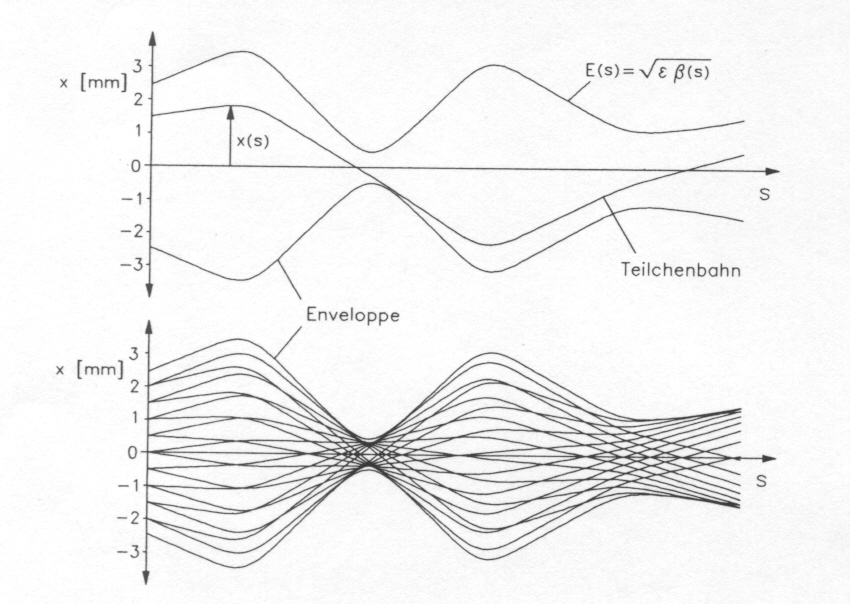 x [mm]
3
2
1
0
−1
−2
−3
x(s)
E(s)=√ε β(s)
S
Teilchenbahn
Enveloppe
x [mm]
3
2
1
0
−1
−2
−3
S